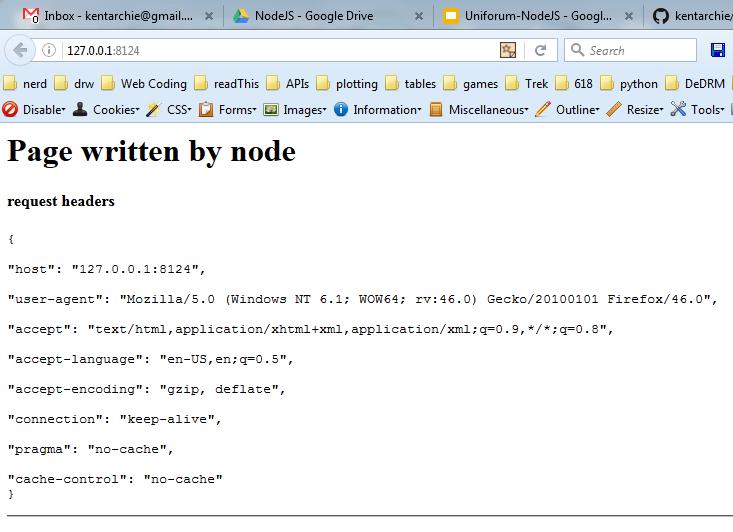 Inbox - kentarchie@gmail.... × NodeJS - Google Drive × Uniforum-NodeJS - Googl... × kentarchie/
127.0.0.1:8124 Search
nerd drw Web Coding readThis APIs plotting tables games Trek 618 python DeDRM
Disable Cookies CSS Forms Images Information Miscellaneous Outline Resize Tools
Page written by node
request headers
{
"host": "127.0.0.1:8124",
"user-agent": "Mozilla/5.0 (Windows NT 6.1; WOW64; rv:46.0) Gecko/20100101 Firefox/46.0",
"accept": "text/html,application/xhtml+xml,application/xml;q=0.9,*/*;q=0.8",
"accept-language": "en-US,en;q=0.5",
"accept-encoding": "gzip, deflate",
"connection": "keep-alive",
"pragma": "no-cache",
"cache-control": "no-cache"
}